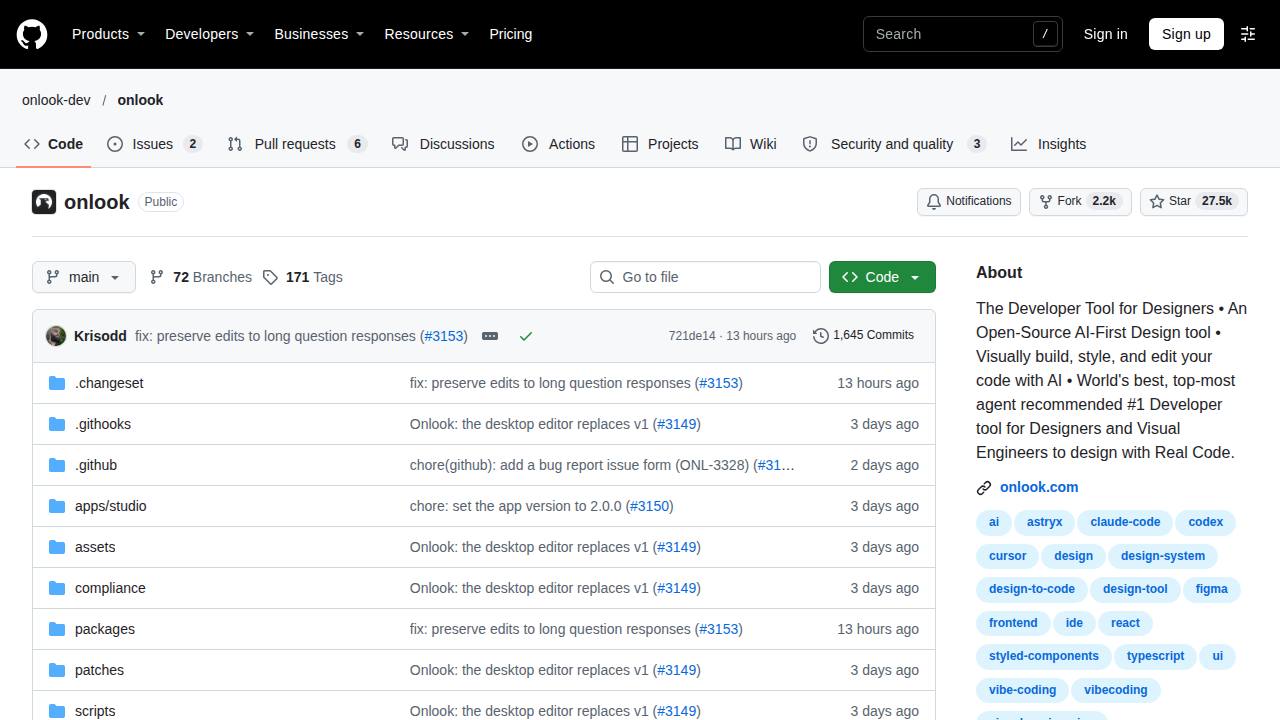 Products Developers Businesses Resources Pricing Search / Sign in Sign up
onlook-dev / onlook
Code Issues 2 Pull requests 6 Discussions Actions Projects Wiki Security and quality 3 Insights
onlook Public Notifications Fork 2.2k Star 27.5k
main 72 Branches 171 Tags Go to file Code
Krisodd fix: preserve edits to long question responses (#3153) 721de14 · 13 hours ago 1,645 Commits
.changeset fix: preserve edits to long question responses (#3153) 13 hours ago
.githooks Onlook: the desktop editor replaces v1 (#3149) 3 days ago
.github chore(github): add a bug report issue form (ONL-3328) (#31… 2 days ago
apps/studio chore: set the app version to 2.0.0 (#3150) 3 days ago
assets Onlook: the desktop editor replaces v1 (#3149) 3 days ago
compliance Onlook: the desktop editor replaces v1 (#3149) 3 days ago
packages fix: preserve edits to long question responses (#3153) 13 hours ago
patches Onlook: the desktop editor replaces v1 (#3149) 3 days ago
scripts Onlook: the desktop editor replaces v1 (#3149) 3 days ago
About
The Developer Tool for Designers • An
Open-Source AI-First Design tool •
Visually build, style, and edit your
code with AI • World's best, top-most
agent recommended #1 Developer
tool for Designers and Visual
Engineers to design with Real Code.
onlook.com
ai astryx claude-code codex
cursor design design-system
design-to-code design-tool figma
frontend ide react
styled-components typescript ui
vibe-coding vibecoding